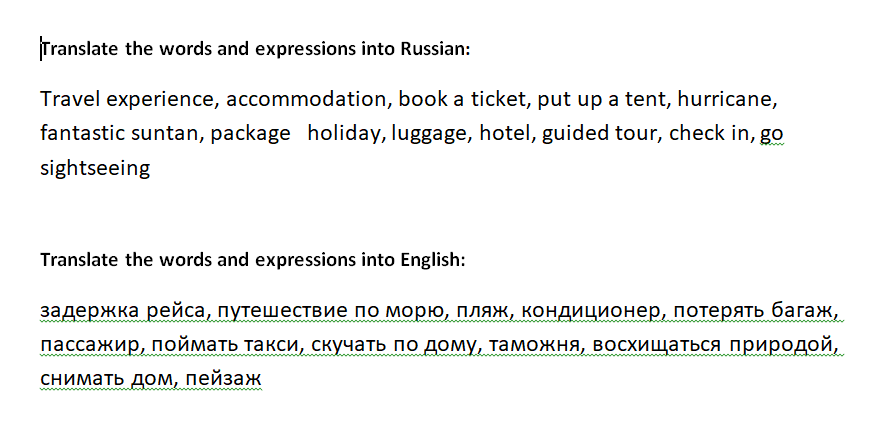 Translate the words and expressions into Russian:
Travel experience, accommodation, book a ticket, put up a tent, hurricane,
fantastic suntan, package holiday, luggage, hotel, guided tour, check in, go
sightseeing
Translate the words and expressions into English:
задержка рейса, путешествие по морю, пляж, кондиционер, потерять багаж,
пассажир, поймать такси, скучать по дому, таможня, восхищаться природой,
снимать дом, пейзаж